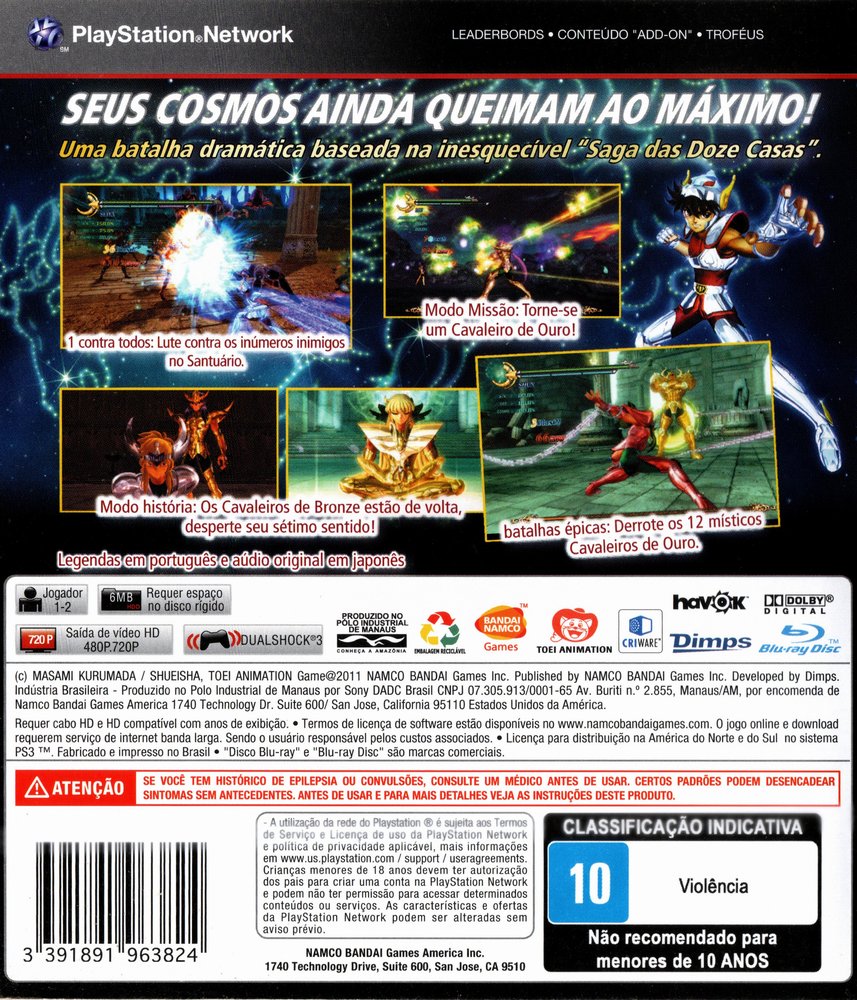 PlayStation®Network
SM
LEADERBORDS • CONTEÚDO "ADD-ON" • TROFÉUS
SEUS COSMOS AINDA QUEIMAM AO MÁXIMO!
Uma batalha dramática baseada na inesquecível "Saga das Doze Casas".
1 contra todos: Lute contra os inúmeros inimigos
no Santuário.
Modo Missão: Torne-se
um Cavaleiro de Ouro!
Modo história: Os Cavaleiros de Bronze estão de volta,
desperte seu sétimo sentido!
batalhas épicas: Derrote os 12 místicos
Cavaleiros de Ouro.
Legendas em português e aúdio original em japonês
Jogador
1-2
6MB
HDD
Requer espaço
no disco rígido
720 P
Saída de vídeo HD
480P.720P
DUALSHOCK®3
PRODUZIDO NO
PÓLO INDUSTRIAL
DE MANAUS
CONHEÇA A AMAZÔNIA
EMBALAGEM RECICLÁVEL
BANDAI
NAMCO
Games
TM
TOEI ANIMATION
CRIWARE™
havok™
Dimps
DOLBY®
DIGITAL
Blu-ray Disc™
(c) MASAMI KURUMADA / SHUEISHA, TOEI ANIMATION Game@2011 NAMCO BANDAI Games Inc. Published by NAMCO BANDAI Games Inc. Developed by Dimps.
Indústria Brasileira - Produzido no Polo Industrial de Manaus por Sony DADC Brasil CNPJ 07.305.913/0001-65 Av. Buriti n.º 2.855, Manaus/AM, por encomenda de
Namco Bandai Games America 1740 Technology Dr. Suite 600/ San Jose, California 95110 Estados Unidos da América.
Requer cabo HD e HD compatível com anos de exibição. • Termos de licença de software estão disponíveis no www.namcobandaigames.com. O jogo online e download
requerem serviço de internet banda larga. Sendo o usuário responsável pelos custos associados. • Licença para distribuição na América do Norte e do Sul no sistema
PS3 ™. Fabricado e impresso no Brasil • "Disco Blu-ray" e "Blu-ray Disc" são marcas comerciais.
ATENÇÃO
SE VOCÊ TEM HISTÓRICO DE EPILEPSIA OU CONVULSÕES, CONSULTE UM MÉDICO ANTES DE USAR. CERTOS PADRÕES PODEM DESENCADEAR
SINTOMAS SEM ANTECEDENTES. ANTES DE USAR E PARA MAIS DETALHES VEJA AS INSTRUÇÕES DESTE PRODUTO.
- A utilização da rede do Playstation ® é sujeita aos Termos
de Serviço e Licença de uso da PlayStation Network
e política de privacidade aplicável, mais informações
em www.us.playstation.com / support / useragreements.
Crianças menores de 18 anos devem ter autorização
dos pais para criar uma conta na PlayStation Network
e podem não ter permissão para acessar determinados
conteúdos ou serviços. As características e ofertas
da PlayStation Network podem ser alteradas sem
aviso prévio.
NAMCO BANDAI Games America Inc.
1740 Technology Drive, Suite 600, San Jose, CA 9510
3 391891 963824
CLASSIFICAÇÃO INDICATIVA
10
Violência
Não recomendado para
menores de 10 ANOS